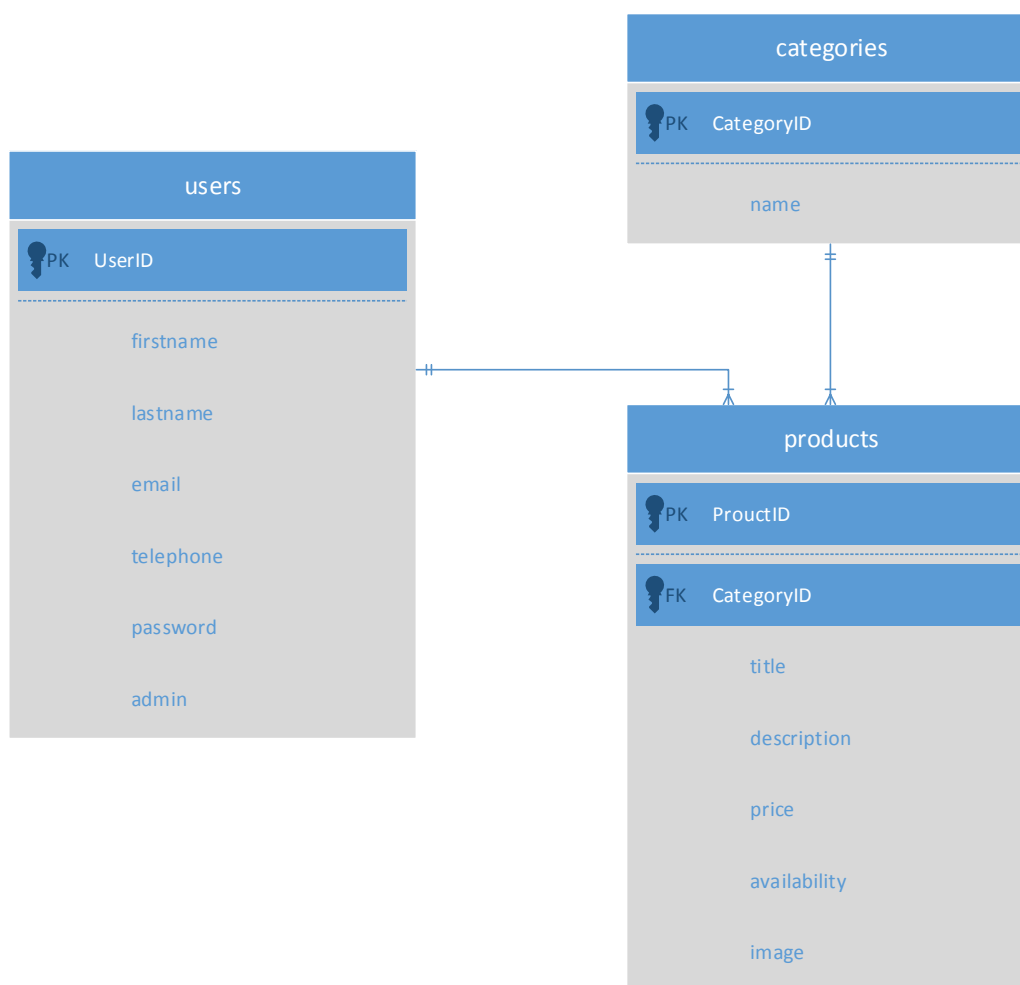 categories
PK CategoryID
name
users
PK UserID
firstname
lastname
email
telephone
password
admin
products
PK ProuctID
FK CategoryID
title
description
price
availability
image